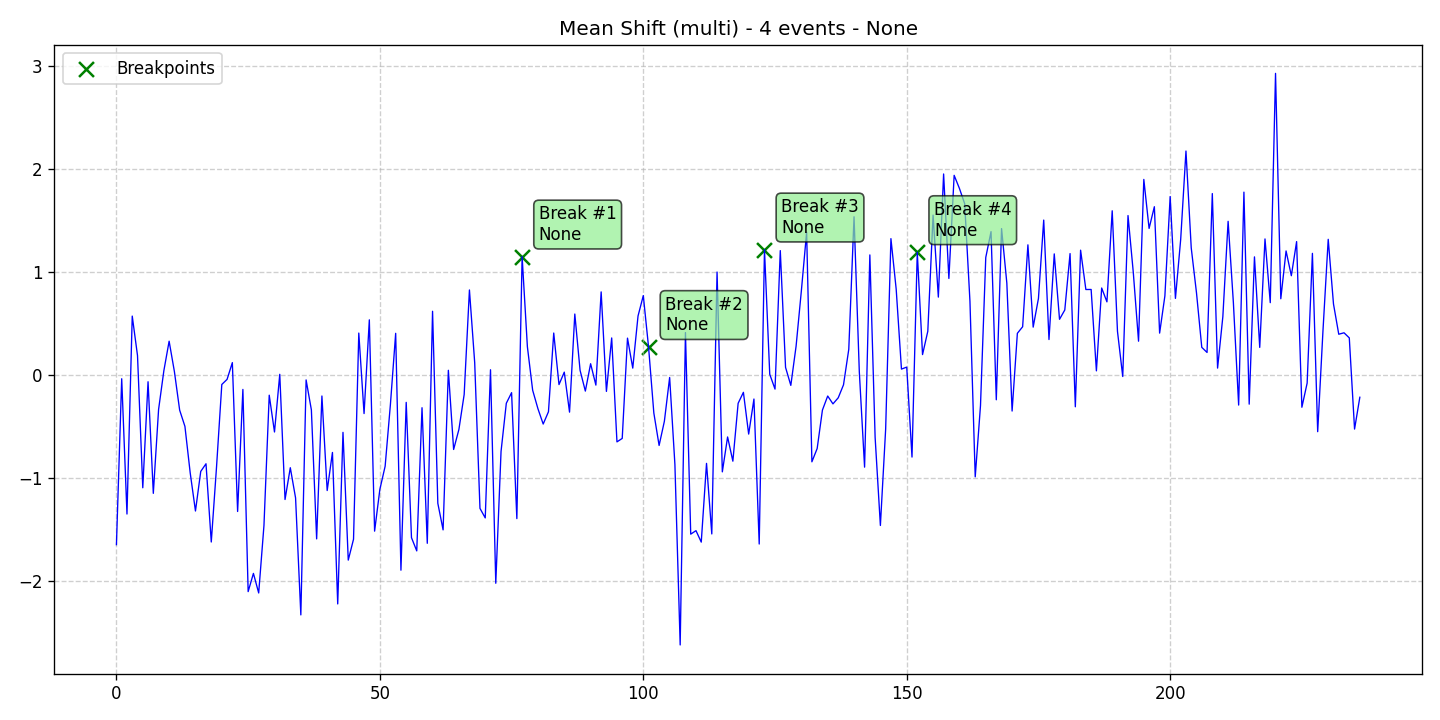 Mean Shift (multi) - 4 events - None
Breakpoints
Break #1
None
Break #2
None
Break #3
None
Break #4
None
3
2
1
0
−1
−2
0
50
100
150
200